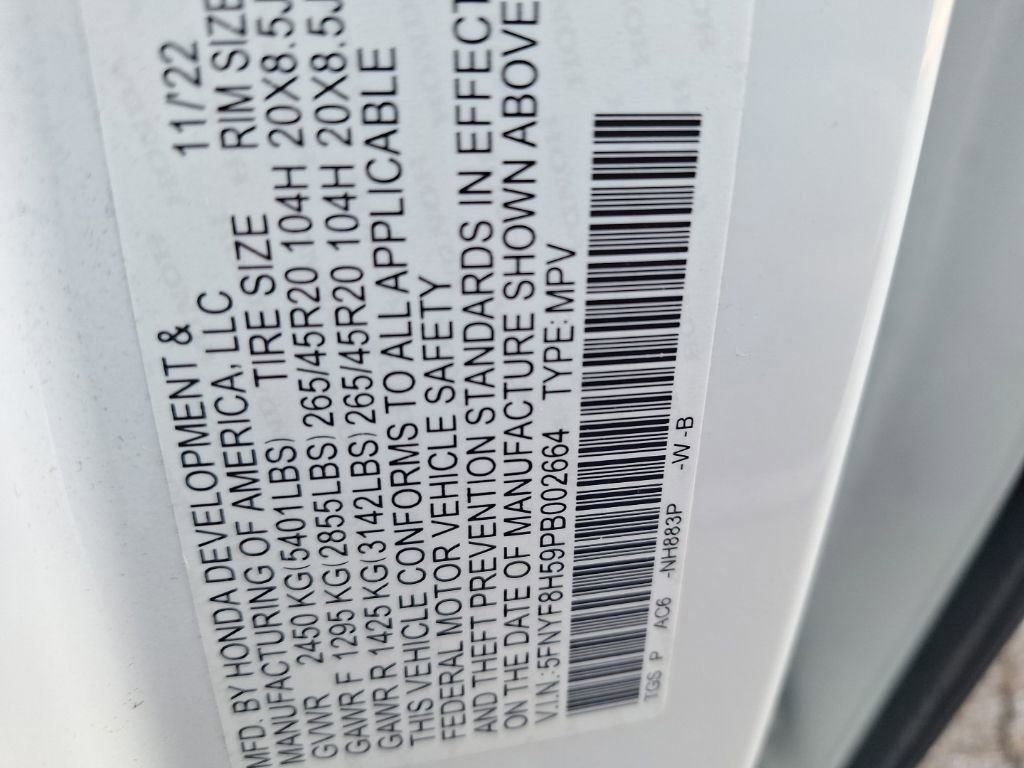 MFD. BY HONDA DEVELOPMENT & 11/'22
MANUFACTURING OF AMERICA, LLC
TIRE SIZE RIM SIZE
GVWR 2450 KG(5401LBS)
GAWR F 1295 KG(2855LBS) 265/45R20 104H 20X8.5J
GAWR R 1425 KG(3142LBS) 265/45R20 104H 20X8.5J
THIS VEHICLE CONFORMS TO ALL APPLICABLE
FEDERAL MOTOR VEHICLE SAFETY
AND THEFT PREVENTION STANDARDS IN EFFECT
ON THE DATE OF MANUFACTURE SHOWN ABOVE
V.I.N.:5FNYF8H59PB002664 TYPE:MPV
TGS P AC6 -NH883P -W-B